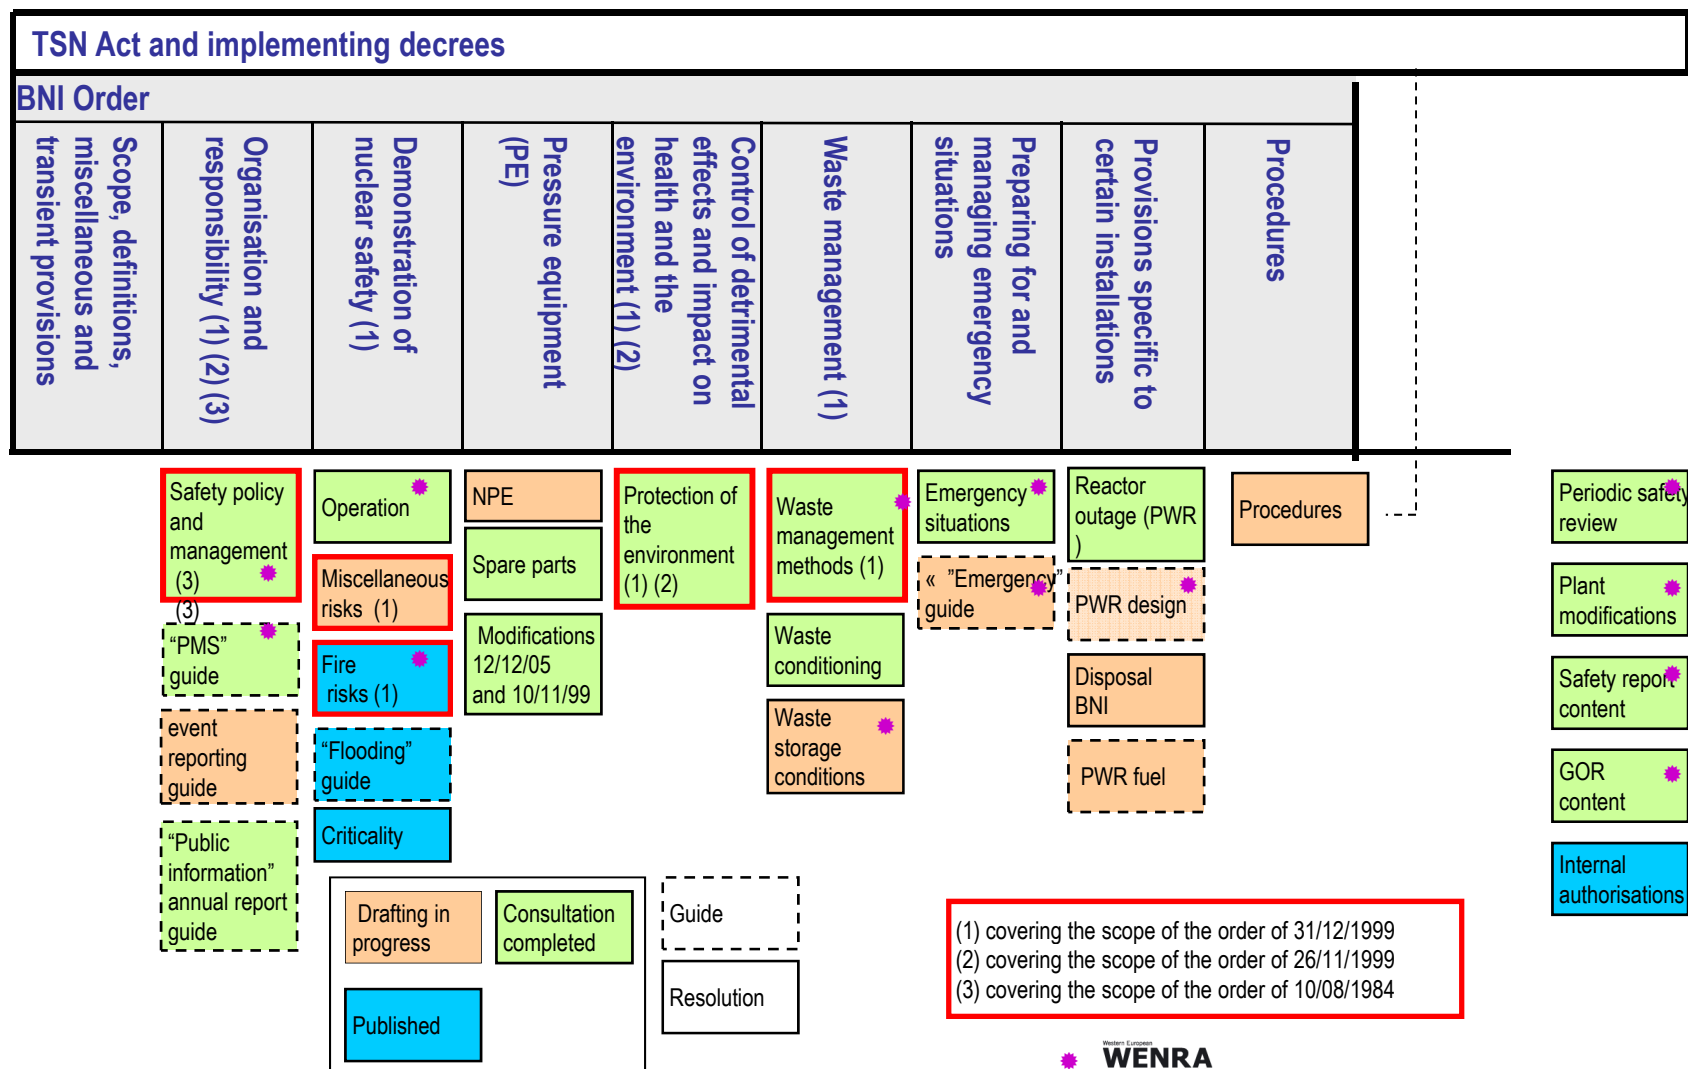 TSN Act and implementing decrees
BNI Order
Scope, definitions,
miscellaneous and
transient provisions
Organisation and
responsibility (1) (2) (3)
Demonstration of
nuclear safety (1)
Pressure equipment
(PE)
Control of detrimental
effects and impact on
health and the
environment (1) (2)
Waste management (1)
Preparing for and
managing emergency
situations
Provisions specific to
certain installations
Procedures
Safety policy
and
management
(3)
(3)
“PMS”
guide
event
reporting
guide
“Public
information”
annual report
guide
Operation
Miscellaneous
risks (1)
Fire
risks (1)
“Flooding”
guide
Criticality
NPE
Spare parts
Modifications
12/12/05
and 10/11/99
Protection of
the
environment
(1) (2)
Waste
management
methods (1)
Waste
conditioning
Waste
storage
conditions
Emergency
situations
« ”Emergency”
guide
Reactor
outage (PWR
)
PWR design
Disposal
BNI
PWR fuel
Procedures
Periodic safety
review
Plant
modifications
Safety report
content
GOR
content
Internal
authorisations
Drafting in
progress
Consultation
completed
Published
Guide
Resolution
(1) covering the scope of the order of 31/12/1999
(2) covering the scope of the order of 26/11/1999
(3) covering the scope of the order of 10/08/1984
Western European
WENRA